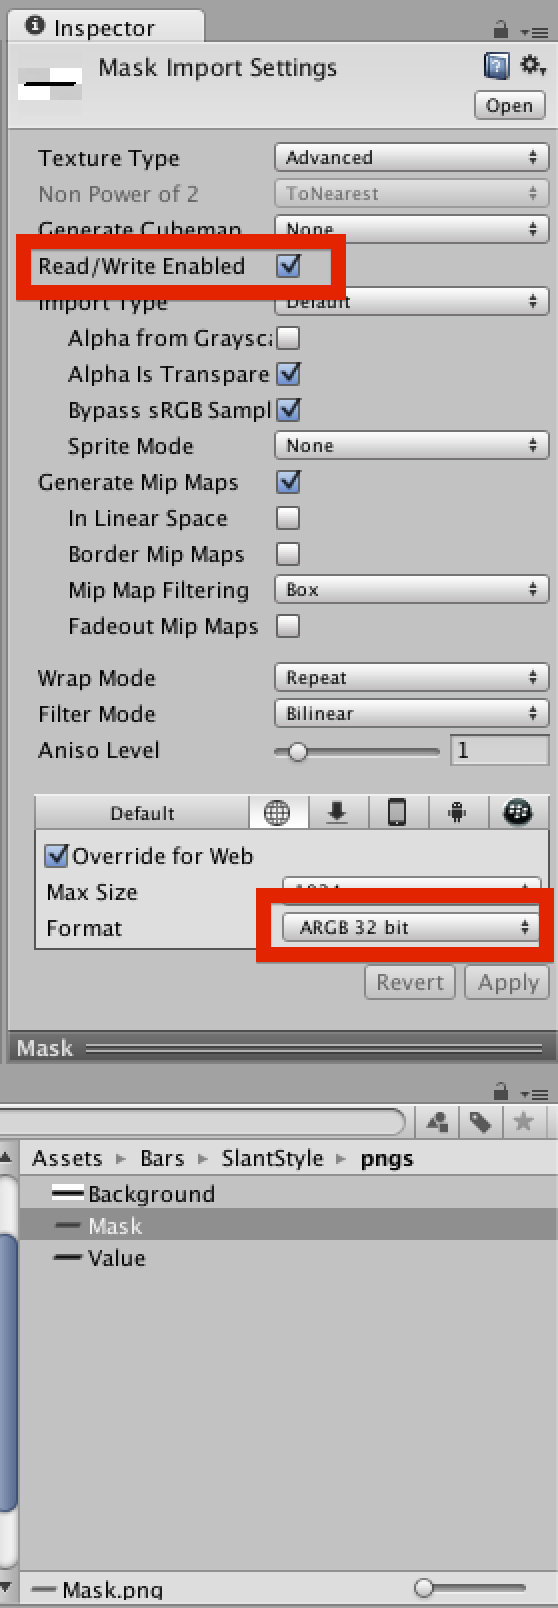 Inspector
Mask Import Settings
Open
Texture Type Advanced
Non Power of 2 ToNearest
Generate Cubemap None
Read/Write Enabled
Import Type Default
Alpha from Graysc
Alpha Is Transpare
Bypass sRGB Sampl
Sprite Mode None
Generate Mip Maps
In Linear Space
Border Mip Maps
Mip Map Filtering Box
Fadeout Mip Maps
Wrap Mode Repeat
Filter Mode Bilinear
Aniso Level 1
Default
Override for Web
Max Size 1024
Format ARGB 32 bit
Revert Apply
Mask
Assets Bars SlantStyle pngs
Background
Mask
Value
Mask.png